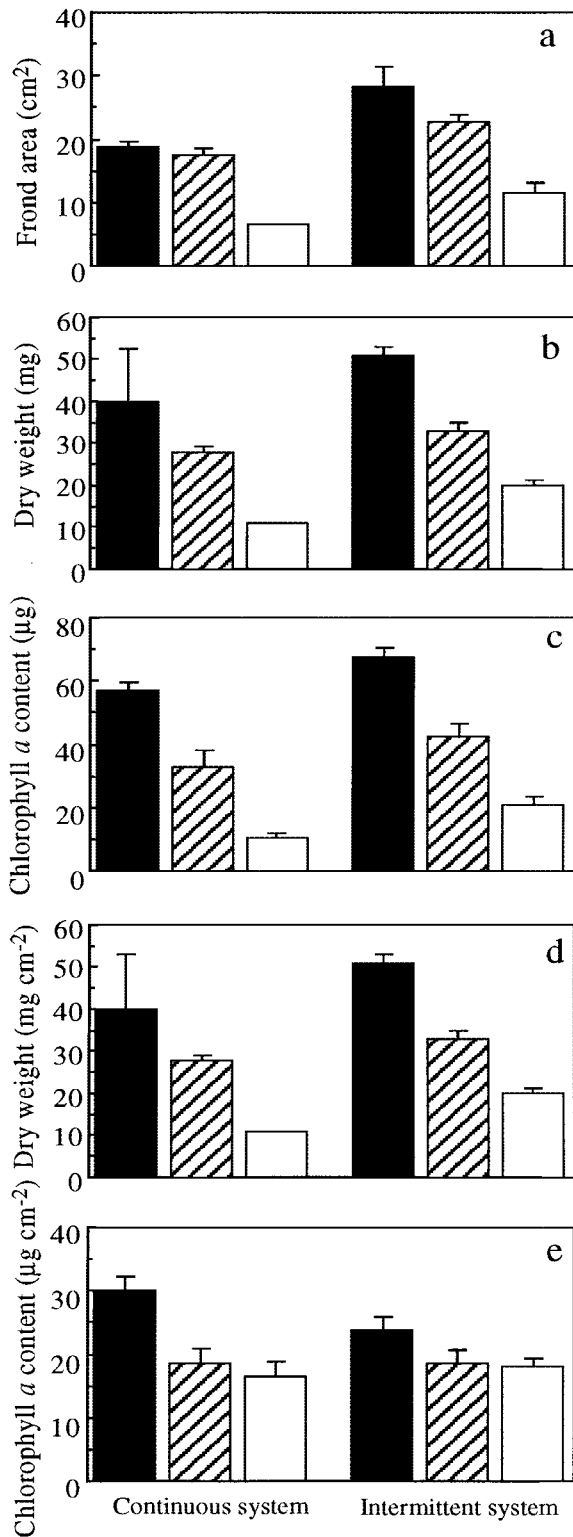 a
Frond area (cm²)
40
30
20
10
0
b
Dry weight (mg)
60
50
40
30
20
10
0
c
Chlorophyll a content (µg)
80
60
40
20
0
d
Dry weight (mg cm⁻²)
60
50
40
30
20
10
0
e
Chlorophyll a content (µg cm⁻²)
40
30
20
10
0
Continuous system Intermittent system